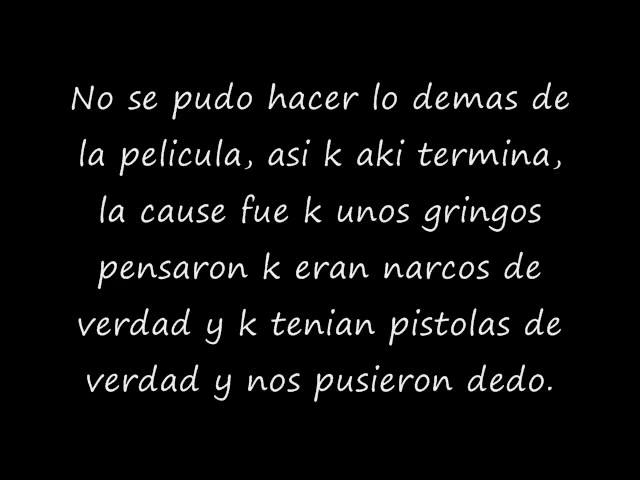 No se pudo hacer lo demas de
la pelicula, asi k aki termina,
la cause fue k unos gringos
pensaron k eran narcos de
verdad y k tenian pistolas de
verdad y nos pusieron dedo.